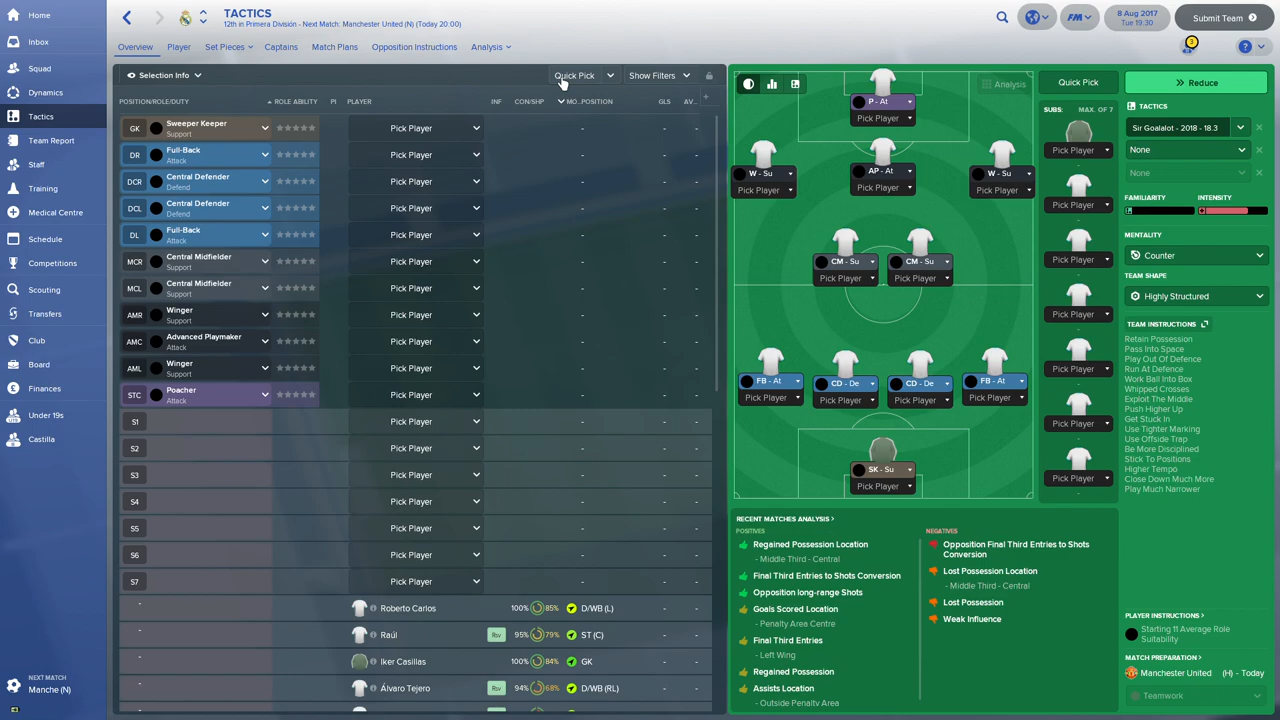 Home
Inbox
Squad
Dynamics
Tactics
Team Report
Staff
Training
Medical Centre
Schedule
Competitions
Scouting
Transfers
Club
Board
Finances
Under 19s
Castilla
NEXT MATCH
Manche (N)
TACTICS
12th in Primera División - Next Match: Manchester United (N) (Today 20:00)
FM
8 Aug 2017
Tue 19:30
Submit Team
3
?
Overview
Player
Set Pieces
Captains
Match Plans
Opposition Instructions
Analysis
Selection Info
Quick Pick
Show Filters
POSITION/ROLE/DUTY
ROLE ABILITY
PI
PLAYER
INF
CON/SHP
MO..
POSITION
GLS
AV...
GK Sweeper Keeper
Support
Pick Player
- - -
DR Full-Back
Attack
Pick Player
- - -
DCR Central Defender
Defend
Pick Player
- - -
DCL Central Defender
Defend
Pick Player
- - -
DL Full-Back
Attack
Pick Player
- - -
MCR Central Midfielder
Support
Pick Player
- - -
MCL Central Midfielder
Support
Pick Player
- - -
AMR Winger
Support
Pick Player
- - -
AMC Advanced Playmaker
Attack
Pick Player
- - -
AML Winger
Support
Pick Player
- - -
STC Poacher
Attack
Pick Player
- - -
S1 Pick Player - - -
S2 Pick Player - - -
S3 Pick Player - - -
S4 Pick Player - - -
S5 Pick Player - - -
S6 Pick Player - - -
S7 Pick Player - - -
- Roberto Carlos 100% 85% D/WB (L) - -
- Raúl Rsv 95% 79% ST (C) - -
- Iker Casillas 100% 84% GK - -
- Álvaro Tejero Rsv 94% 68% D/WB (RL) - -
Analysis
P - At
Pick Player
W - Su
Pick Player
AP - At
Pick Player
W - Su
Pick Player
CM - Su
Pick Player
CM - Su
Pick Player
FB - At
Pick Player
CD - De
Pick Player
CD - De
Pick Player
FB - At
Pick Player
SK - Su
Pick Player
Quick Pick
SUBS: MAX. OF 7
Pick Player
-
Pick Player
-
Pick Player
-
Pick Player
-
Pick Player
-
Pick Player
-
Pick Player
-
RECENT MATCHES ANALYSIS >
POSITIVES
Regained Possession Location
- Middle Third - Central
Final Third Entries to Shots Conversion
Opposition long-range Shots
Goals Scored Location
- Penalty Area Centre
Final Third Entries
- Left Wing
Regained Possession
Assists Location
- Outside Penalty Area
NEGATIVES
Opposition Final Third Entries to Shots
Conversion
Lost Possession Location
- Middle Third - Central
Lost Possession
Weak Influence
Reduce
TACTICS
Sir Goalalot - 2018 - 18.3
None
None
FAMILIARITY
INTENSITY
MENTALITY
Counter
TEAM SHAPE
Highly Structured
TEAM INSTRUCTIONS
Retain Possession
Pass Into Space
Play Out Of Defence
Run At Defence
Work Ball Into Box
Whipped Crosses
Exploit The Middle
Push Higher Up
Get Stuck In
Use Tighter Marking
Use Offside Trap
Be More Disciplined
Stick To Positions
Higher Tempo
Close Down Much More
Play Much Narrower
PLAYER INSTRUCTIONS >
Starting 11 Average Role
Suitability
MATCH PREPARATION >
Manchester United (H) - Today
Teamwork